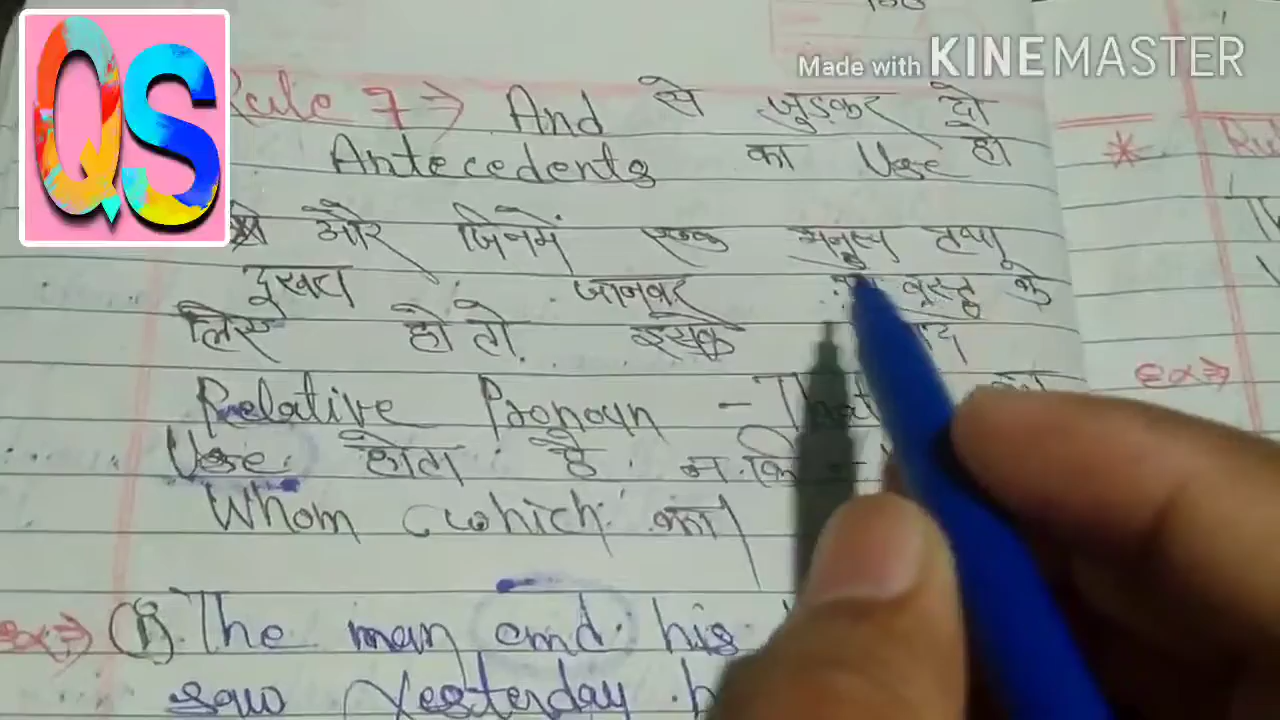 QS
Made with KINEMASTER
Rule 7 → And से जुड़कर दो
Antecedents का Use हो
और जिनमें एक मनुष्य तथा
दूसरा जानवर वस्तु के
लिए हो तो इसके
Relative Pronoun - That का
Use होता है न कि -
Whom which का।
ex ⇒ (i) The man and his
saw yesterday
ex ⇒